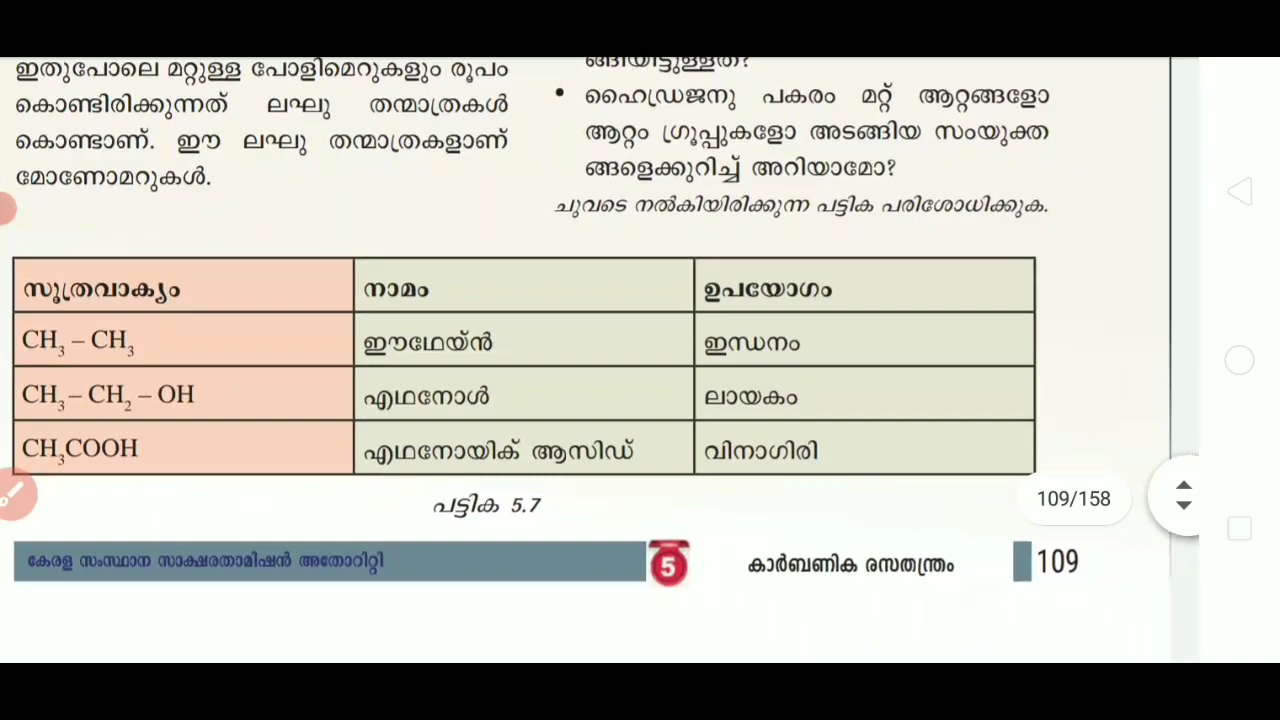 ഇതുപോലെ മറ്റുള്ള പോളിമെറുകളും രൂപം
കൊണ്ടിരിക്കുന്നത് ലഘു തന്മാത്രകൾ
കൊണ്ടാണ്. ഈ ലഘു തന്മാത്രകളാണ്
മോണോമറുകൾ.
ങ്ങിയിട്ടുള്ളത്?
• ഹൈഡ്രജനു പകരം മറ്റ് ആറ്റങ്ങളോ
ആറ്റം ഗ്രൂപ്പുകളോ അടങ്ങിയ സംയുക്ത
ങ്ങളെക്കുറിച്ച് അറിയാമോ?
ചുവടെ നൽകിയിരിക്കുന്ന പട്ടിക പരിശോധിക്കുക.
സൂത്രവാക്യം നാമം ഉപയോഗം
CH₃ – CH₃ ഈഥേയ്ൻ ഇന്ധനം
CH₃ – CH₂ – OH എഥനോൾ ലായകം
CH₃COOH എഥനോയിക് ആസിഡ് വിനാഗിരി
പട്ടിക 5.7
109/158
കേരള സംസ്ഥാന സാക്ഷരതാമിഷൻ അതോറിറ്റി 5 കാർബണിക രസതന്ത്രം 109